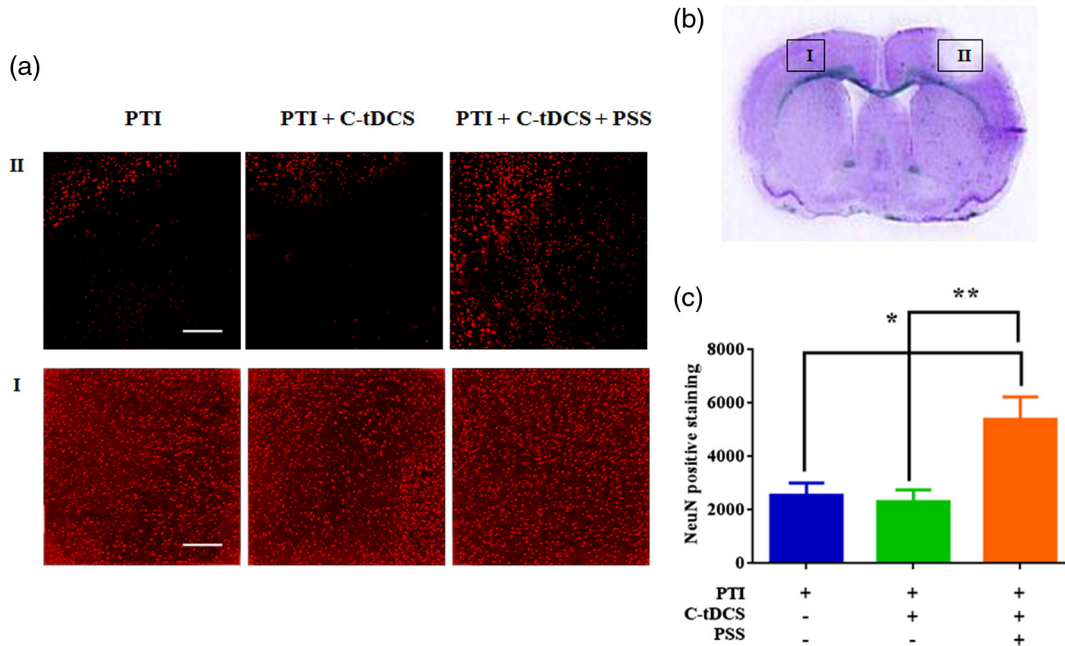 (a)
PTI PTI + C-tDCS PTI + C-tDCS + PSS
II
I
(b)
I II
(c)
**
*
8000
6000
4000
2000
0
NeuN positive staining
PTI + + +
C-tDCS - + +
PSS - - +